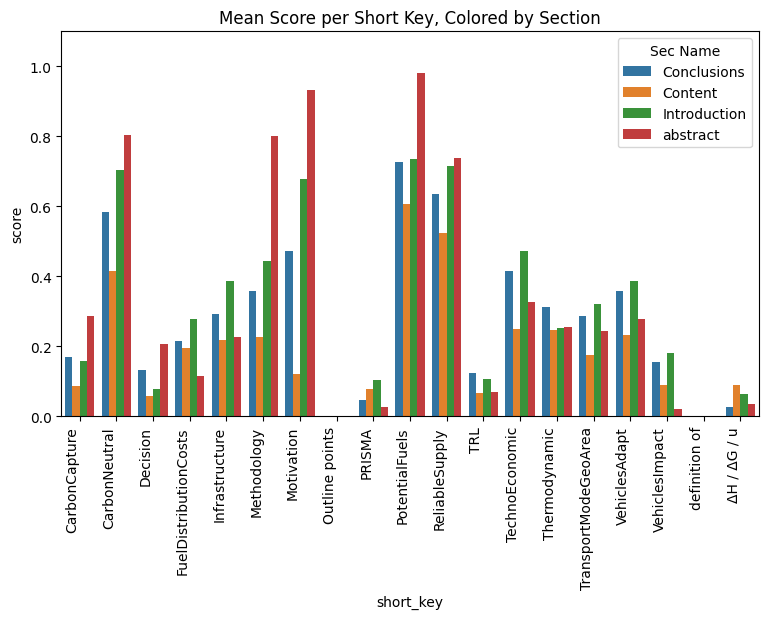 Mean Score per Short Key, Colored by Section
Sec Name
Conclusions
Content
Introduction
abstract
score
1.0
0.8
0.6
0.4
0.2
0.0
CarbonCapture
CarbonNeutral
Decision
FuelDistributionCosts
Infrastructure
Methodology
Motivation
Outline points
PRISMA
PotentialFuels
ReliableSupply
TRL
TechnoEconomic
Thermodynamic
TransportModeGeoArea
VehiclesAdapt
VehiclesImpact
definition of
ΔH / ΔG / u
short_key